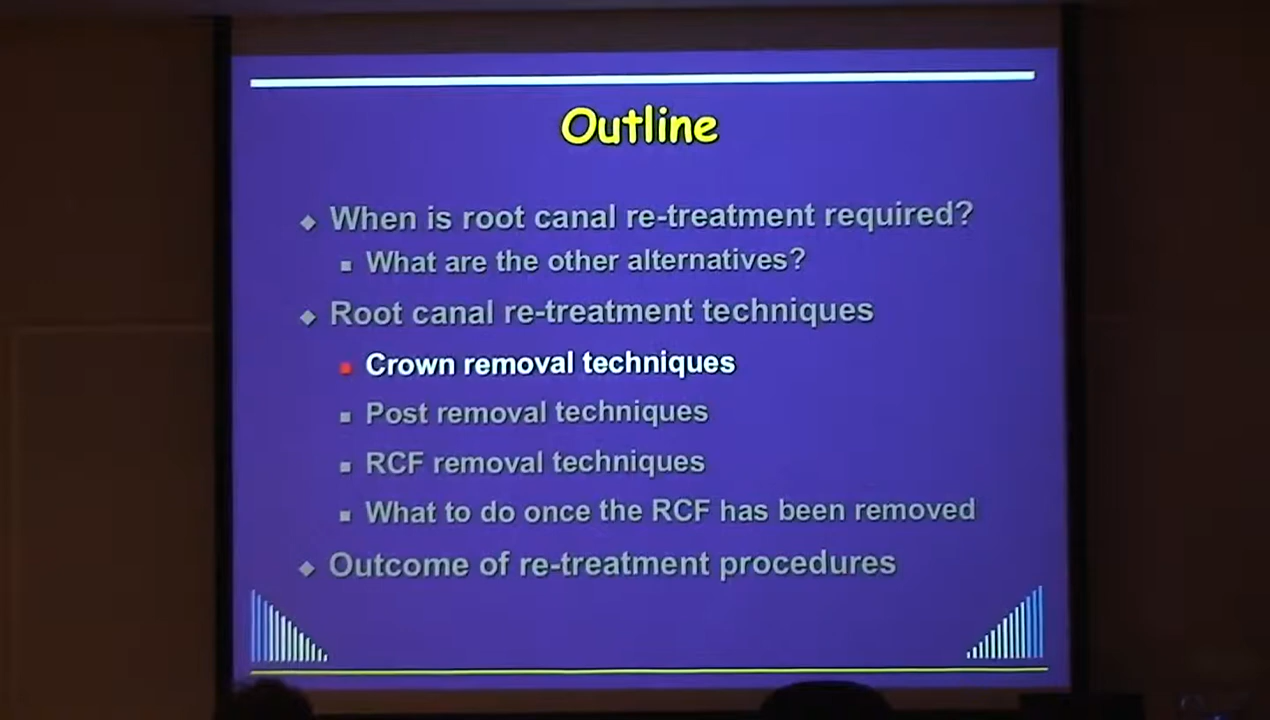 Outline
When is root canal re-treatment required?
What are the other alternatives?
Root canal re-treatment techniques
Crown removal techniques
Post removal techniques
RCF removal techniques
What to do once the RCF has been removed
Outcome of re-treatment procedures